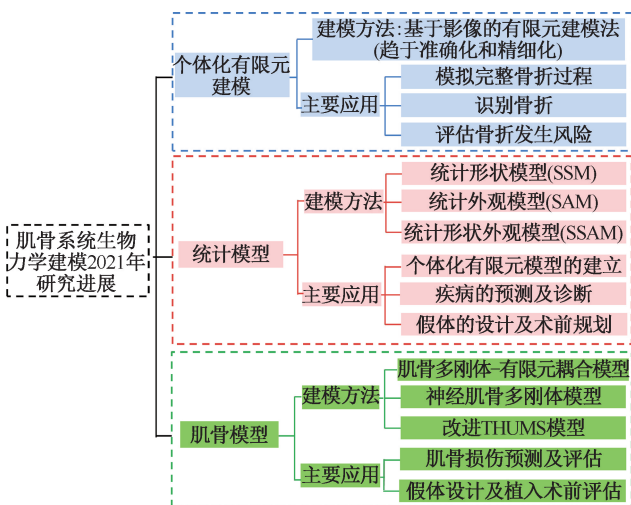 肌骨系统生物
力学建模2021年
研究进展
个体化有限元
建模
建模方法：基于影像的有限元建模法
(趋于准确化和精细化)
主要应用
模拟完整骨折过程
识别骨折
评估骨折发生风险
统计模型
建模方法
统计形状模型(SSM)
统计外观模型(SAM)
统计形状外观模型(SSAM)
主要应用
个体化有限元模型的建立
疾病的预测及诊断
假体的设计及术前规划
肌骨模型
建模方法
肌骨多刚体-有限元耦合模型
神经肌骨多刚体模型
改进THUMS模型
主要应用
肌骨损伤预测及评估
假体设计及植入术前评估